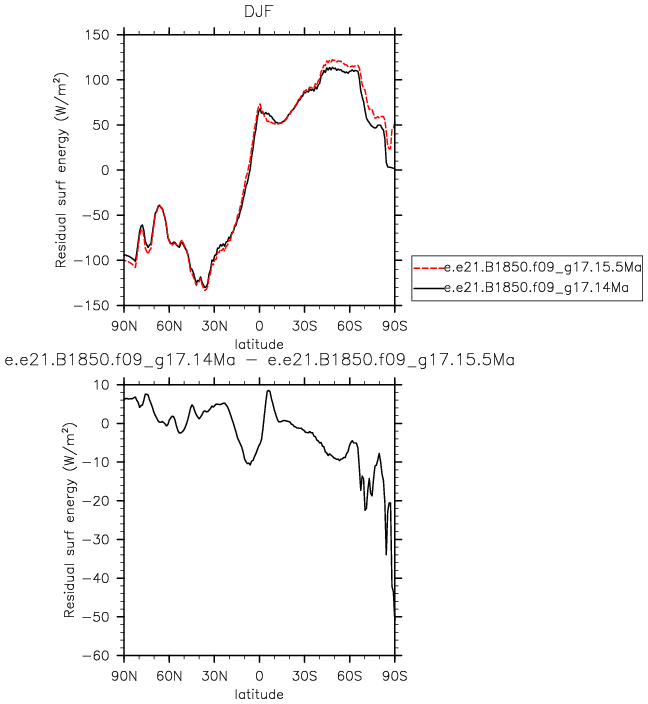 DJF
150
100
50
0
−50
−100
−150
Residual surf energy (W/m²)
90N 60N 30N 0 30S 60S 90S
latitude
e.e21.B1850.f09_g17.15.5Ma
e.e21.B1850.f09_g17.14Ma
e.e21.B1850.f09_g17.14Ma − e.e21.B1850.f09_g17.15.5Ma
10
0
−10
−20
−30
−40
−50
−60
Residual surf energy (W/m²)
90N 60N 30N 0 30S 60S 90S
latitude